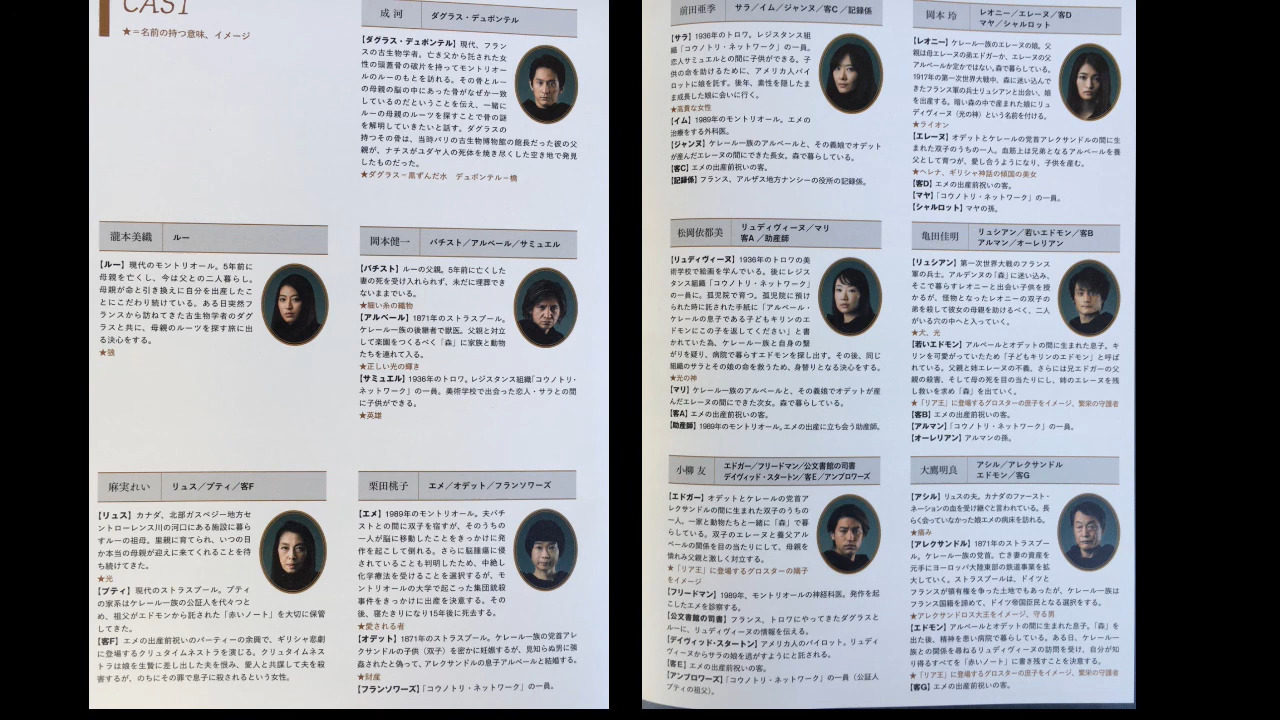 CAST
★=名前の持つ意味、イメージ
成河
ダグラス・デュポンテル
【ダグラス・デュポンテル】現代、フラン
スの古生物学者。亡き父から託された女
性の頭蓋骨の破片を持ってモントリオー
ルのルーのもとを訪れる。その骨とルー
の母親の脳の中にあった骨がなぜか一致
しているのだということを伝え、一緒に
ルーの母親のルーツを探すことで骨の謎
を解明していきたいと話す。ダグラスの
持つその骨は、当時パリの古生物博物館の館長だった彼の父
親が、ナチスがユダヤ人の死体を焼き尽くした空き地で発見
したものだった。
★ダグラス=黒ずんだ水　デュポンテル=橋
瀧本美織
ルー
【ルー】現代のモントリオール。5年前に
母親を亡くし、今は父との二人暮らし。
母親が命と引き換えに自分を出産したこ
とにこだわり続けている。ある日突然フ
ランスから訪ねてきた古生物学者のダグ
ラスと共に、母親のルーツを探す旅に出
る決心をする。
★狼
岡本健一
バチスト／アルベール／サミュエル
【バチスト】ルーの父親。5年前に亡くした
妻の死を受け入れられず、未だに埋葬でき
ないままでいる。
★細い糸の織物
【アルベール】1871年のストラスブール。
ケレール一族の後継者で獣医。父親と対立
して楽園をつくるべく「森」に家族と動物
たちを連れて入る。
★正しい光の輝き
【サミュエル】1936年のトロワ。レジスタンス組織「コウノトリ・
ネットワーク」の一員。美術学校で出会った恋人・サラとの間
に子供ができる。
★英雄
麻実れい
リュス／プティ／客F
【リュス】カナダ、北部ガスペジー地方セ
ントローレンス川の河口にある施設に暮ら
すルーの祖母。里親に育てられ、いつの日
か本当の母親が迎えに来てくれることを待
ち続けてきた。
★光
【プティ】現代のストラスブール。プティ
の家系はケレール一族の公証人を代々つと
め、祖父がエドモンから託された「赤いノート」を大切に保管
してきた。
【客F】エメの出産前祝いのパーティーの余興で、ギリシャ悲劇
に登場するクリュタイムネストラを演じる。クリュタイムネス
トラは娘を生贄に差し出した夫を恨み、愛人と共謀して夫を殺
害するが、のちにその罪で息子に殺されるという女性。
栗田桃子
エメ／オデット／フランソワーズ
【エメ】1989年のモントリオール。夫バチ
ストとの間に双子を宿すが、そのうちの
一人が脳に移動したことをきっかけに発
作を起こして倒れる。さらに脳腫瘍に侵
されていることも判明したため、中絶し
化学療法を受けることを選択するが、モ
ントリオールの大学で起こった集団銃殺
事件をきっかけに出産を決意する。その
後、寝たきりになり15年後に死去する。
★愛される者
【オデット】1871年のストラスブール。ケレール一族の党首アレ
クサンドルの子供（双子）を密かに妊娠するが、見知らぬ男に強
姦されたと偽って、アレクサンドルの息子アルベールと結婚する。
★財産
【フランソワーズ】「コウノトリ・ネットワーク」の一員。
前田亜季
サラ／イム／ジャンヌ／客C／記録係
【サラ】1936年のトロワ。レジスタンス組
織「コウノトリ・ネットワーク」の一員。
恋人サミュエルとの間に子供ができる。子
供の命を助けるために、アメリカ人パイ
ロットに娘を託す。後年、素性を隠したま
ま成長した娘に会いに行く。
★高貴な女性
【イム】1989年のモントリオール。エメの
治療をする外科医。
【ジャンヌ】ケレール一族のアルベールと、その義娘でオデット
が産んだエレーヌの間にできた長女。森で暮らしている。
【客C】エメの出産前祝いの客。
【記録係】フランス、アルザス地方ナンシーの役所の記録係。
岡本 玲
レオニー／エレーヌ／客D
マヤ／シャルロット
【レオニー】ケレール一族のエレーヌの娘。父
親は母エレーヌの弟エドガーか、エレーヌの父
アルベールか定かではない。森で暮らしている。
1917年の第一次世界大戦中、森に迷い込んで
きたフランス軍の兵士リュシアンと出会い、娘
を出産する。暗い森の中で産まれた娘にリュ
ディヴィーヌ（光の神）という名前を付ける。
★ライオン
【エレーヌ】オデットとケレールの党首アレクサンドルの間に生
まれた双子のうちの一人。血筋上は兄弟となるアルベールを養
父として育つが、愛し合うようになり、子供を産む。
★ヘレナ、ギリシャ神話の傾国の美女
【客D】エメの出産前祝いの客。
【マヤ】「コウノトリ・ネットワーク」の一員。
【シャルロット】マヤの孫。
松岡依都美
リュディヴィーヌ／マリ
客A／助産師
【リュディヴィーヌ】1936年のトロワの美
術学校で絵画を学んでいる。後にレジス
タンス組織「コウノトリ・ネットワーク」
の一員に。孤児院で育つ。孤児院に預け
られた時に託された手紙に「アルベール・
ケレールの息子である子どもキリンのエ
ドモンにこの子を返してください」と書
かれていた為、ケレール一族と自身の繋
がりを疑り、病院で暮らすエドモンを探し出す。その後、同じ
組織のサラとその娘の命を救うため、身替りとなる決心をする。
★光の神
【マリ】ケレール一族のアルベールと、その義娘でオデットが産
んだエレーヌの間にできた次女。森で暮らしている。
【客A】エメの出産前祝いの客。
【助産師】1989年のモントリオール。エメの出産に立ち会う助産師。
亀田佳明
リュシアン／若いエドモン／客B
アルマン／オーレリアン
【リュシアン】第一次世界大戦のフランス
軍の兵士。アルデンヌの「森」に迷い込み、
そこで暮らすレオニーと出会い子供を授
かるが、怪物となったレオニーの双子の
弟を殺して彼女の母親を助けるべく、二人
がいる穴の中へと入っていく。
★犬、光
【若いエドモン】アルベールとオデットの間に生まれた息子。キ
リンを可愛がっていたため「子どもキリンのエドモン」と呼ば
れている。父親と姉エレーヌの不義、さらには兄エドガーの父
親の殺害、そして母の死を目の当たりにし、姉のエレーヌを残
し救いを求め「森」を出ていく。
★「リア王」に登場するグロスターの庶子をイメージ、繁栄の守護者
【客B】エメの出産前祝いの客。
【アルマン】「コウノトリ・ネットワーク」の一員。
【オーレリアン】アルマンの孫。
小柳 友
エドガー／フリードマン／公文書館の司書
デイヴィッド・スタートン／客E／アンブロワーズ
【エドガー】オデットとケレールの党首ア
レクサンドルの間に生まれた双子のうちの
一人。一家と動物たちと一緒に「森」で暮
らしている。双子のエレーヌと養父アル
ベールの関係を目の当たりにして、母親を
憐れみ父親と激しく対立する。
★「リア王」に登場するグロスターの嫡子
をイメージ
【フリードマン】1989年、モントリオールの神経科医。発作を起
こしたエメを診察する。
【公文書館の司書】フランス、トロワにやってきたダグラスと
ルーに、リュディヴィーヌの情報を伝える。
【デイヴィッド・スタートン】アメリカ人のパイロット。リュディ
ヴィーヌからサラの娘を逃がすようにと託される。
【客E】エメの出産前祝いの客。
【アンブロワーズ】「コウノトリ・ネットワーク」の一員（公証人
プティの祖父）。
大鷹明良
アシル／アレクサンドル
エドモン／客G
【アシル】リュスの夫。カナダのファースト・
ネーションの血を受け継ぐと言われている。長
らく会っていなかった娘エメの病床を訪れる。
★痛み
【アレクサンドル】1871年のストラスブー
ル。ケレール一族の党首。亡き妻の資産を
元手にヨーロッパ大陸東部の鉄道事業を拡
大していく。ストラスブールは、ドイツと
フランスが領有権を争った土地でもあったが、ケレール一族は
フランス国籍を諦めて、ドイツ帝国臣民となる選択をする。
★アレクサンドロス大王をイメージ、守る男
【エドモン】アルベールとオデットの間に生まれた息子。「森」を
出た後、精神を患い病院で暮らしている。ある日、ケレール一
族との関係を尋ねるリュディヴィーヌの訪問を受け、自分が知
り得るすべてを「赤いノート」に書き残すことを決意する。
★「リア王」に登場するグロスターの庶子をイメージ、繁栄の守護者
【客G】エメの出産前祝いの客。